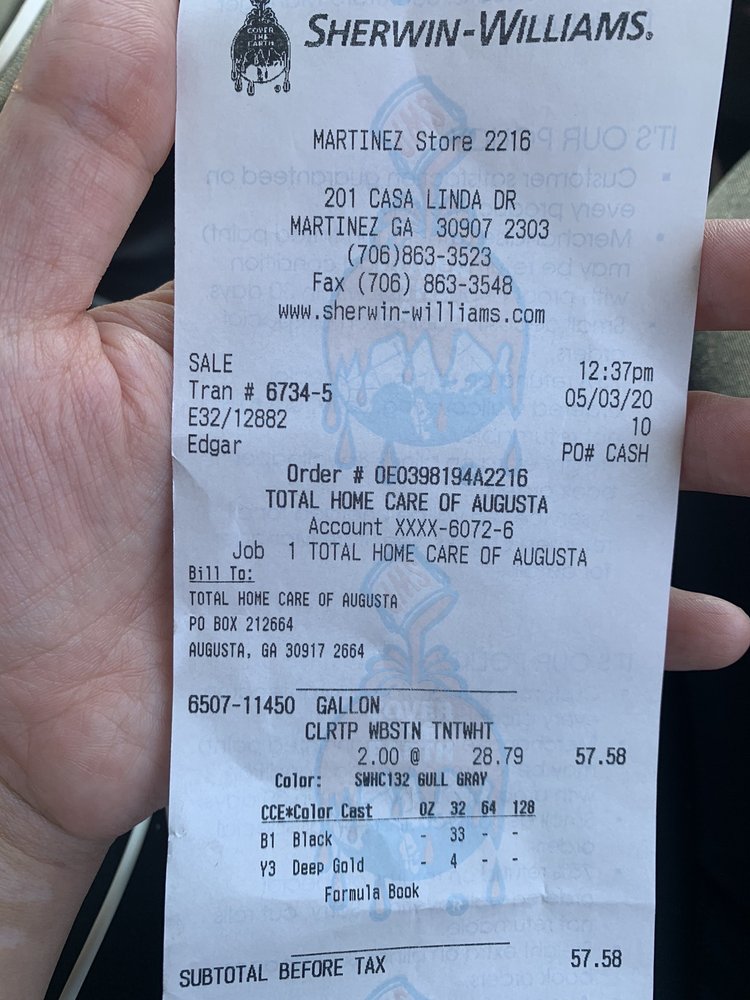 COVER THE EARTH
SHERWIN-WILLIAMS.
MARTINEZ Store 2216
201 CASA LINDA DR
MARTINEZ GA 30907 2303
(706)863-3523
Fax (706) 863-3548
www.sherwin-williams.com
SALE 12:37pm
Tran # 6734-5 05/03/20
E32/12882 10
Edgar PO# CASH
Order # OE0398194A2216
TOTAL HOME CARE OF AUGUSTA
Account XXXX-6072-6
Job 1 TOTAL HOME CARE OF AUGUSTA
Bill To:
TOTAL HOME CARE OF AUGUSTA
PO BOX 212664
AUGUSTA, GA 30917 2664
6507-11450 GALLON
CLRTP WBSTN TNTWHT
2.00 @ 28.79 57.58
Color: SWHC132 GULL GRAY
CCE*Color Cast OZ 32 64 128
B1 Black - 33 - -
Y3 Deep Gold - 4 - -
Formula Book
SUBTOTAL BEFORE TAX 57.58